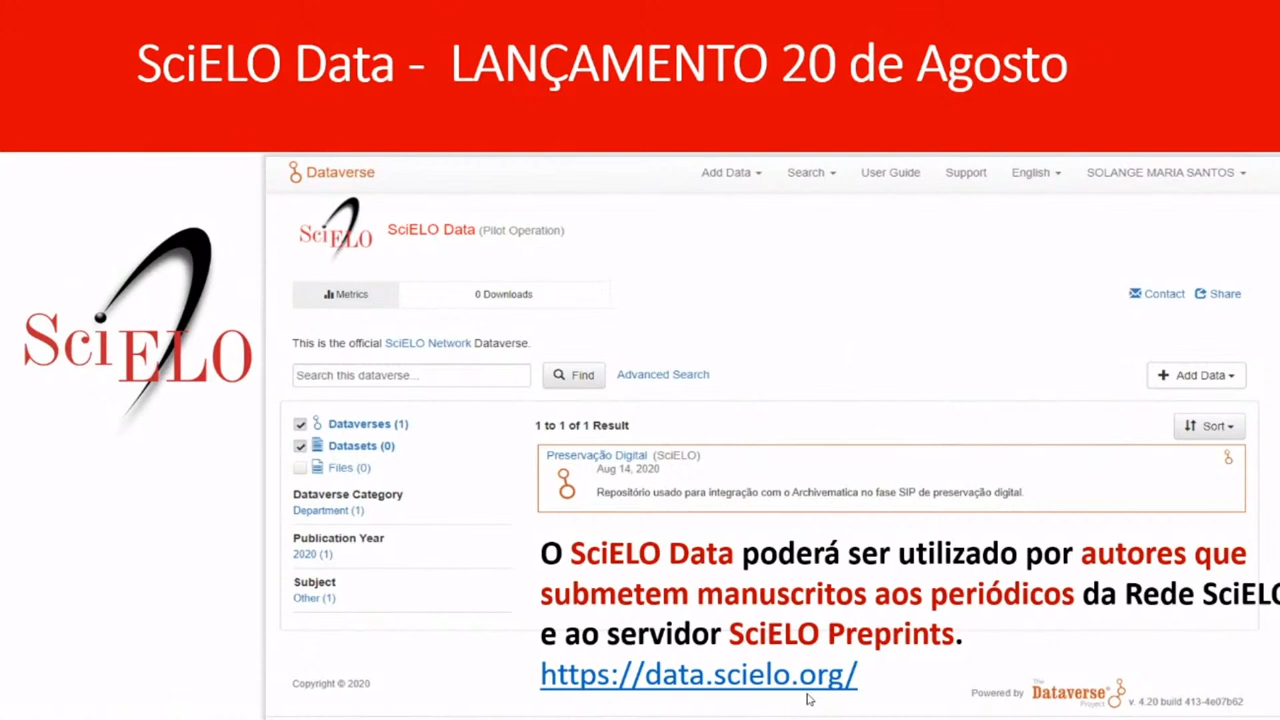 SciELO Data - LANÇAMENTO 20 de Agosto
SciELO
Dataverse
Add Data
Search
User Guide
Support
English
SOLANGE MARIA SANTOS
SciELO
SciELO Data (Pilot Operation)
Metrics
0 Downloads
Contact
Share
This is the official SciELO Network Dataverse.
Search this dataverse...
Find
Advanced Search
+ Add Data
Dataverses (1)
Datasets (0)
Files (0)
Dataverse Category
Department (1)
Publication Year
2020 (1)
Subject
Other (1)
1 to 1 of 1 Result
Sort
Preservação Digital (SciELO)
Aug 14, 2020
Repositório usado para integração com o Archivematica no fase SIP de preservação digital.
O SciELO Data poderá ser utilizado por autores que
submetem manuscritos aos periódicos da Rede SciELO
e ao servidor SciELO Preprints.
https://data.scielo.org/
Copyright © 2020
Powered by
The
Dataverse
Project
v. 4.20 build 413-4e07b62